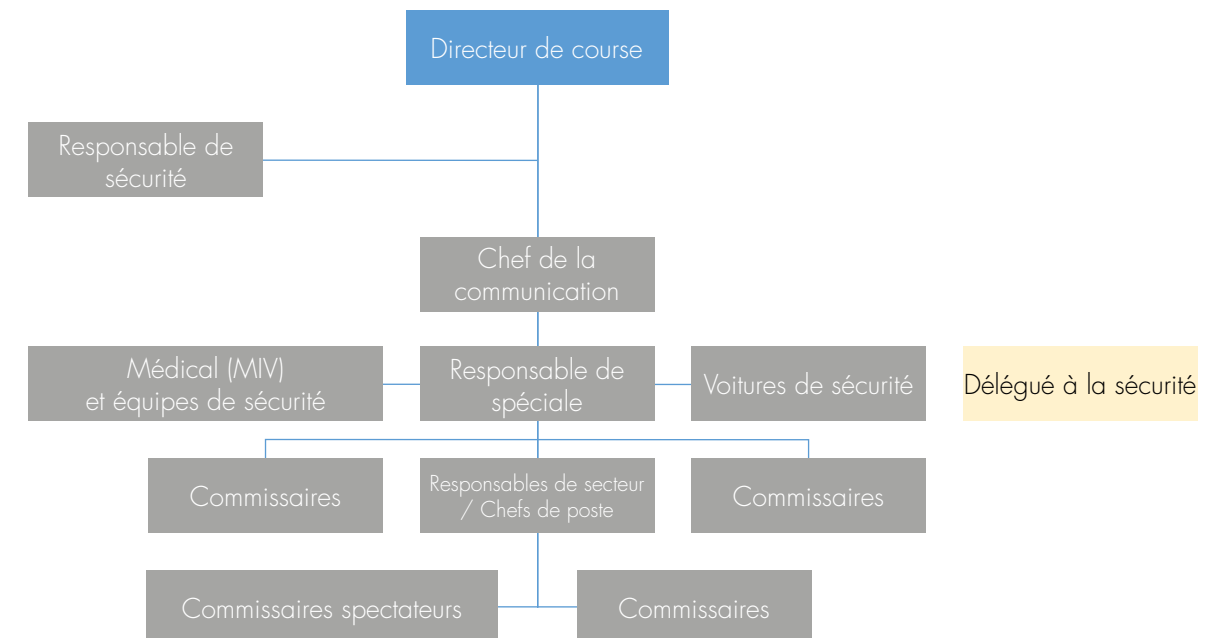 Directeur de course
Responsable de
sécurité
Chef de la
communication
Médical (MIV)
et équipes de sécurité
Responsable de
spéciale
Voitures de sécurité
Délégué à la sécurité
Commissaires
Responsables de secteur
/ Chefs de poste
Commissaires
Commissaires spectateurs
Commissaires